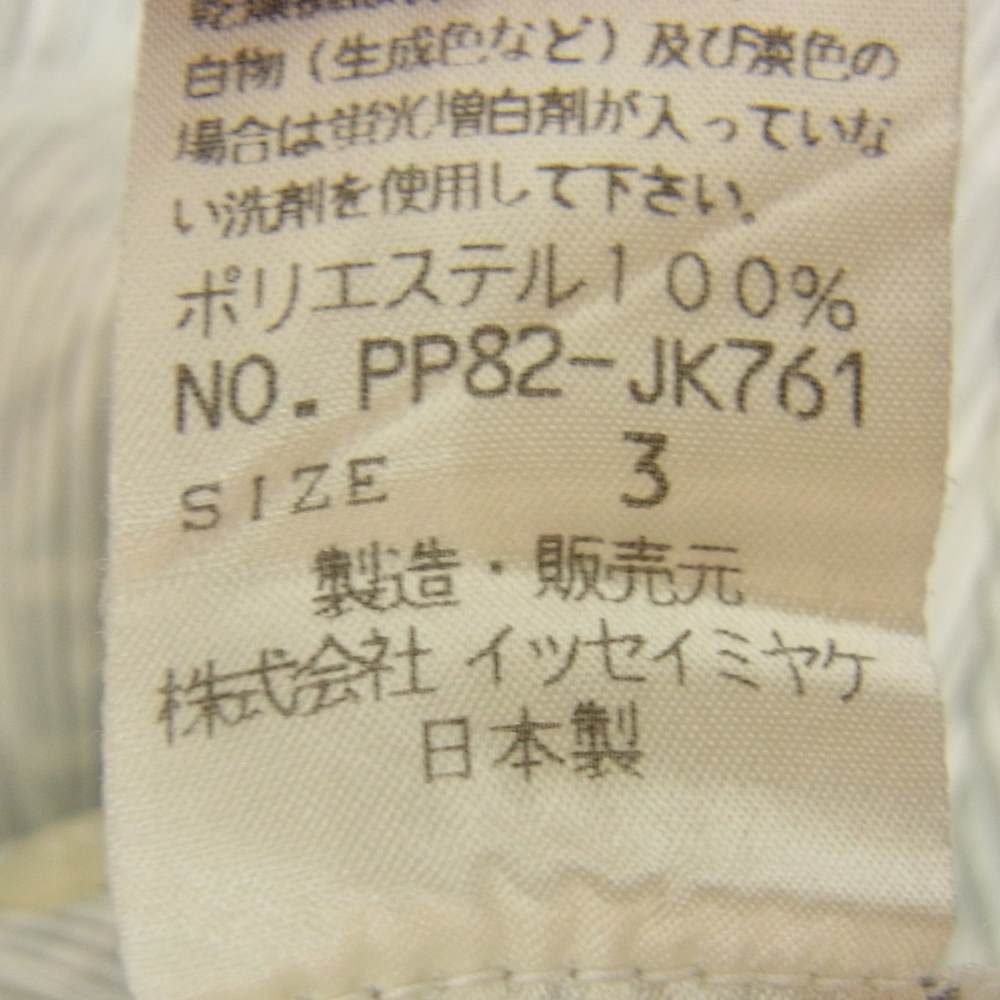 白物（生成色など）及び淡色の
場合は蛍光増白剤が入っていな
い洗剤を使用して下さい。
ポリエステル100%
NO. PP82-JK761
SIZE 3
製造・販売元
株式会社 イッセイミヤケ
日本製